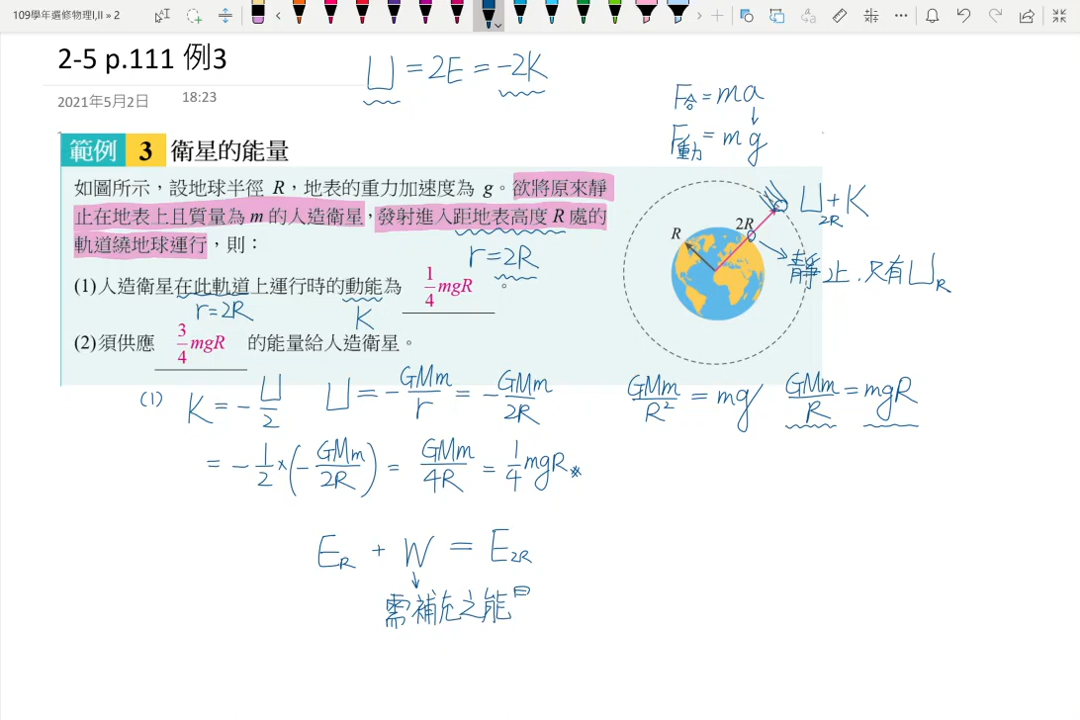 109學年選修物理I,II » 2
2-5 p.111 例3
2021年5月2日 18:23
U = 2E = -2K
F合 = ma
↓
F動 = mg
範例 3 衛星的能量
如圖所示，設地球半徑 R，地表的重力加速度為 g。欲將原來靜
止在地表上且質量為 m 的人造衛星，發射進入距地表高度 R 處的
軌道繞地球運行，則：
r=2R
(1)人造衛星在此軌道上運行時的動能為 1/4 mgR 。
r=2R K
(2)須供應 3/4 mgR 的能量給人造衛星。
R 2R
U2R+K
靜止.只有UR
(1) K = -U/2 U = -GMm/r = -GMm/2R
GMm/R² = mg GMm/R = mgR
= -1/2 × (-GMm/2R) = GMm/4R = 1/4 mgR※
ER + W = E2R
↓
需補充之能